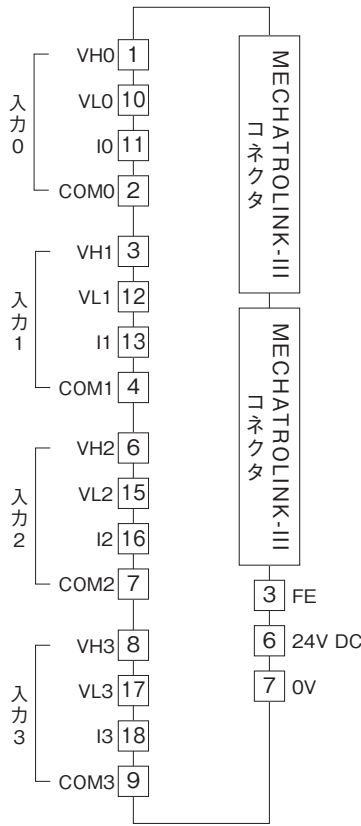 入力0
VH0 1
VL0 10
I0 11
COM0 2
入力1
VH1 3
VL1 12
I1 13
COM1 4
入力2
VH2 6
VL2 15
I2 16
COM2 7
入力3
VH3 8
VL3 17
I3 18
COM3 9
MECHATROLINK-III
コネクタ
MECHATROLINK-III
コネクタ
3 FE
6 24V DC
7 0V